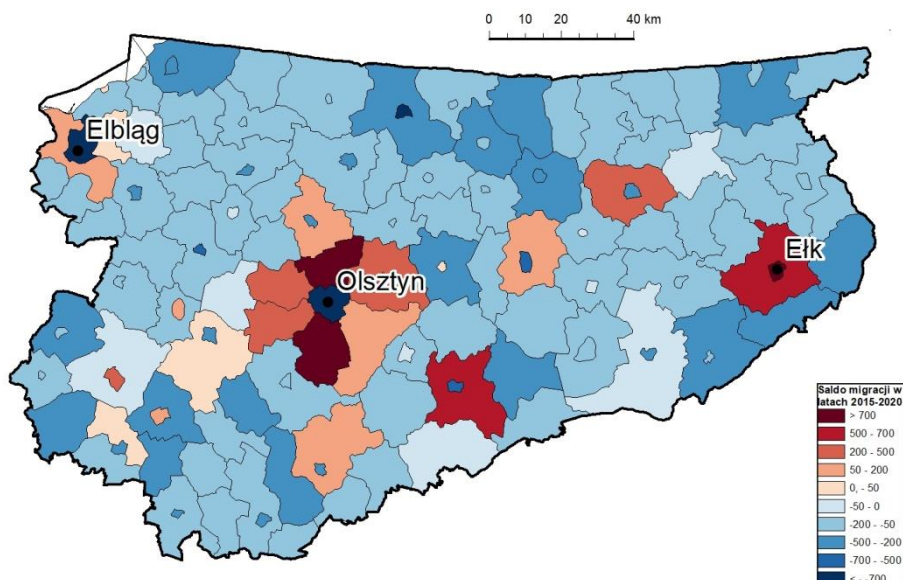 0 10 20 40 km
Elbląg
Ełk
Olsztyn
Saldo migracji w
latach 2015-2020
> 700
500 - 700
200 - 500
50 - 200
0, - 50
-50 - 0
-200 - -50
-500 - -200
-700 - -500
< - -700